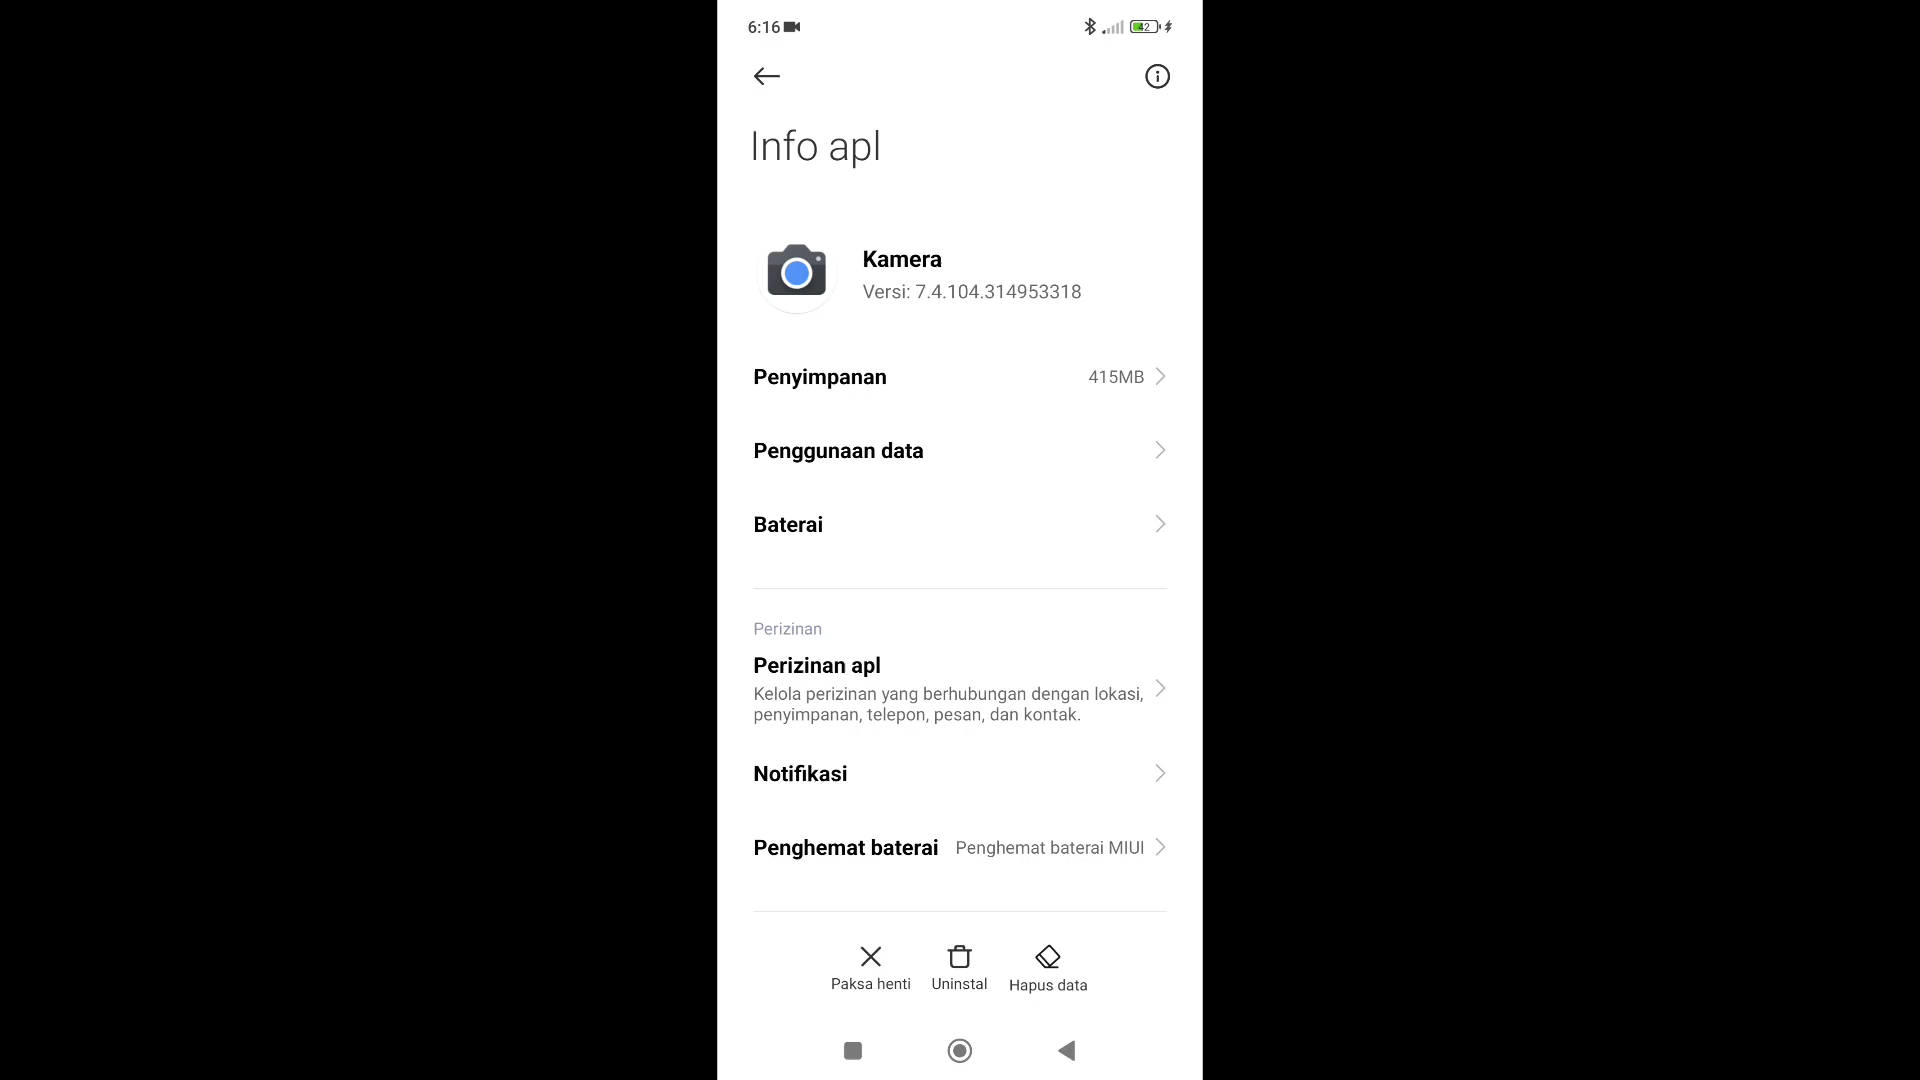 6:16
42
Info apl
Kamera
Versi: 7.4.104.314953318
Penyimpanan 415MB
Penggunaan data
Baterai
Perizinan
Perizinan apl
Kelola perizinan yang berhubungan dengan lokasi,
penyimpanan, telepon, pesan, dan kontak.
Notifikasi
Penghemat baterai Penghemat baterai MIUI
Paksa henti Uninstal Hapus data